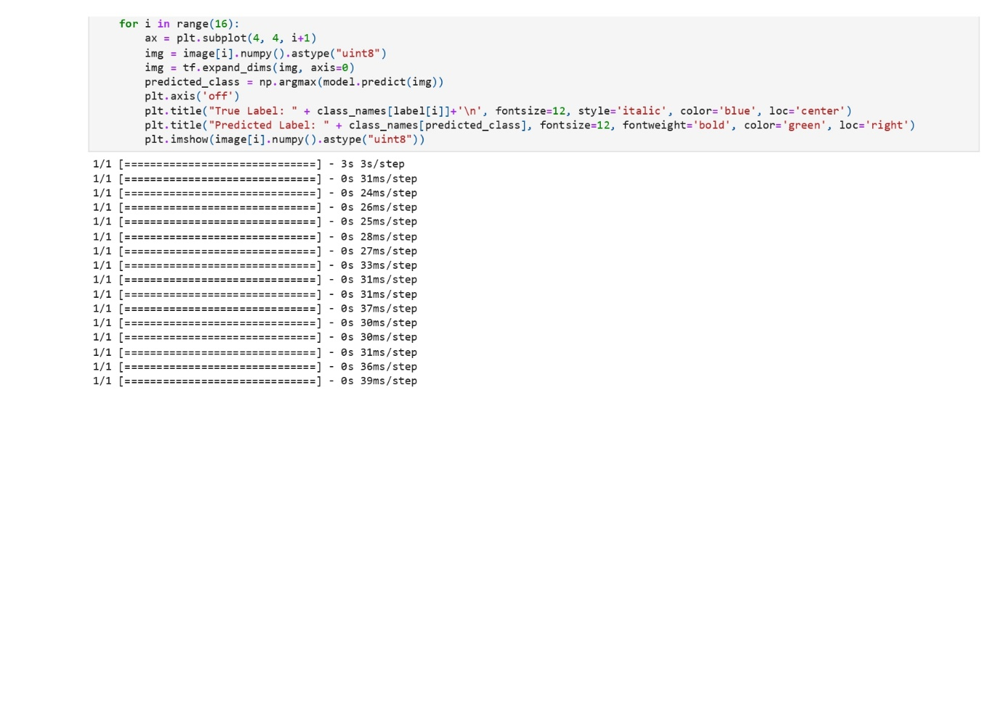 for i in range(16):
ax = plt.subplot(4, 4, i+1)
img = image[i].numpy().astype("uint8")
img = tf.expand_dims(img, axis=0)
predicted_class = np.argmax(model.predict(img))
plt.axis('off')
plt.title("True Label: " + class_names[label[i]]+'\n', fontsize=12, style='italic', color='blue', loc='center')
plt.title("Predicted Label: " + class_names[predicted_class], fontsize=12, fontweight='bold', color='green', loc='right')
plt.imshow(image[i].numpy().astype("uint8"))
1/1 [==============================] - 3s 3s/step
1/1 [==============================] - 0s 31ms/step
1/1 [==============================] - 0s 24ms/step
1/1 [==============================] - 0s 26ms/step
1/1 [==============================] - 0s 25ms/step
1/1 [==============================] - 0s 28ms/step
1/1 [==============================] - 0s 27ms/step
1/1 [==============================] - 0s 33ms/step
1/1 [==============================] - 0s 31ms/step
1/1 [==============================] - 0s 31ms/step
1/1 [==============================] - 0s 37ms/step
1/1 [==============================] - 0s 30ms/step
1/1 [==============================] - 0s 30ms/step
1/1 [==============================] - 0s 31ms/step
1/1 [==============================] - 0s 36ms/step
1/1 [==============================] - 0s 39ms/step